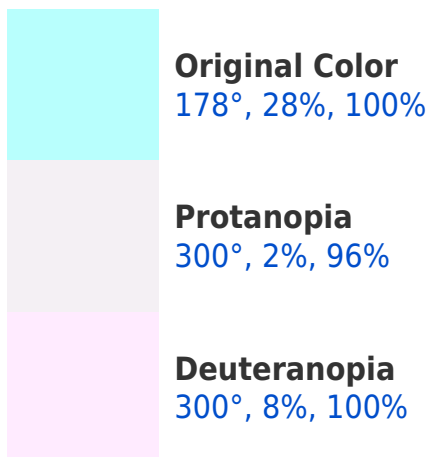 Original Color
178°, 28%, 100%
Protanopia
300°, 2%, 96%
Deuteranopia
300°, 8%, 100%